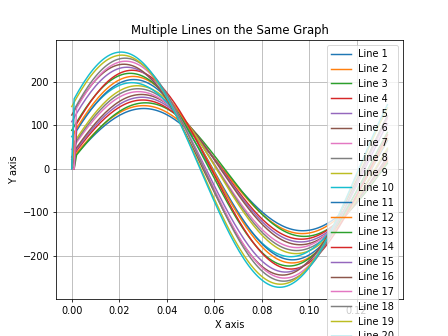 Multiple Lines on the Same Graph
Y axis
200
100
0
−100
−200
0.00
0.02
0.04
0.06
0.08
0.10
X axis
Line 1
Line 2
Line 3
Line 4
Line 5
Line 6
Line 7
Line 8
Line 9
Line 10
Line 11
Line 12
Line 13
Line 14
Line 15
Line 16
Line 17
Line 18
Line 19
Line 20